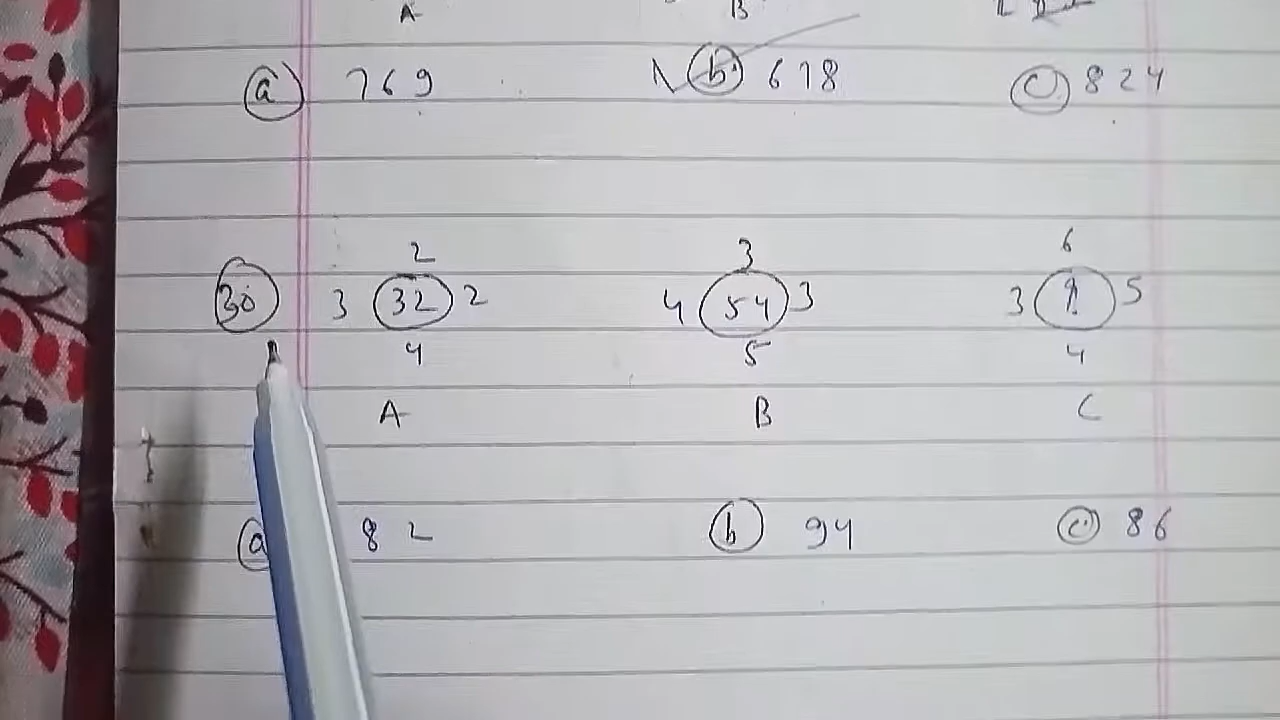 A B
(a) 769 (b) 678 (c) 824
2 3 6
(30) 3 (32) 2 4 (54) 3 3 (?) 5
4 5 4
A B C
(a) 82 (b) 94 (c) 86